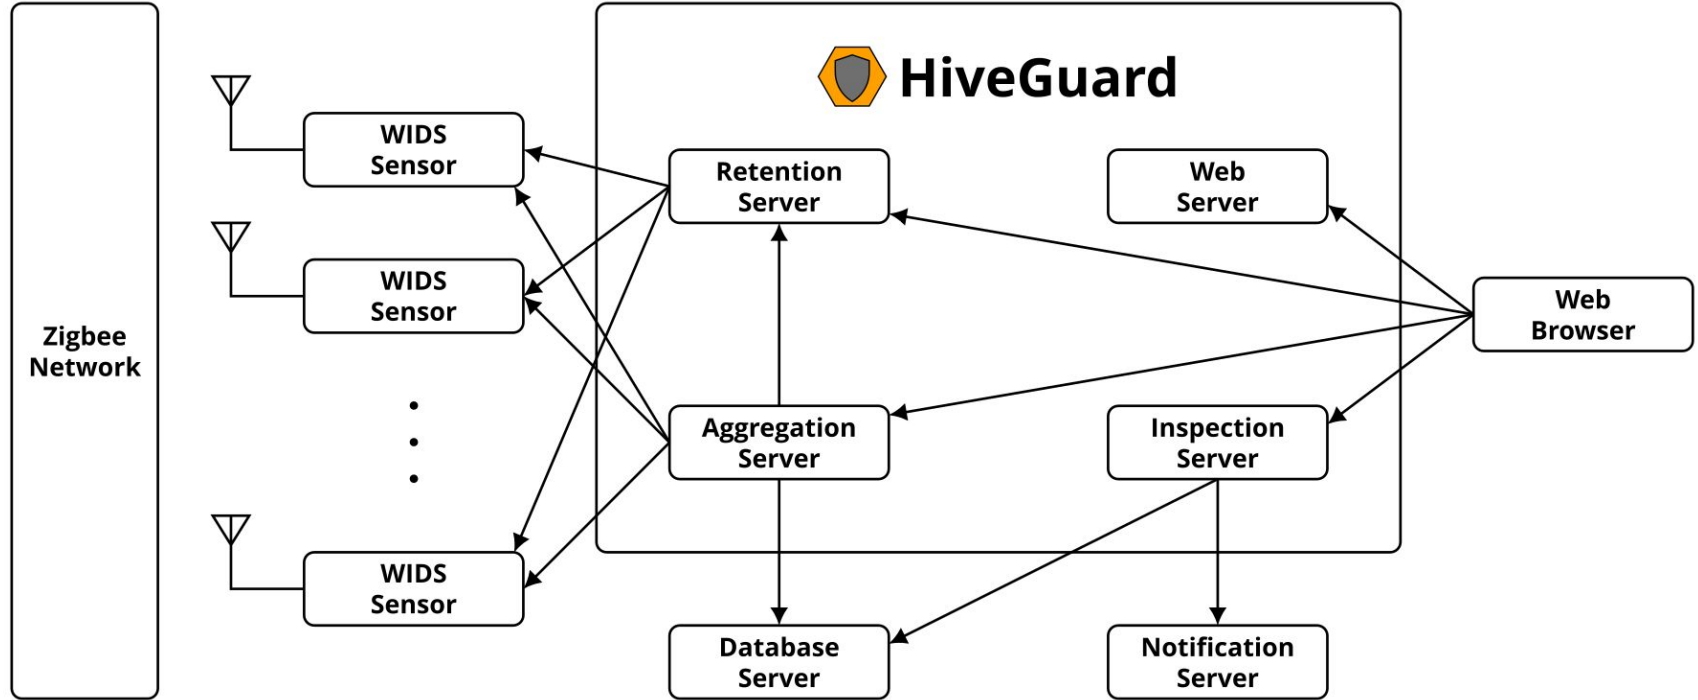 HiveGuard
WIDS
Sensor
Retention
Server
Web
Server
WIDS
Sensor
Web
Browser
Zigbee
Network
Aggregation
Server
Inspection
Server
WIDS
Sensor
Database
Server
Notification
Server